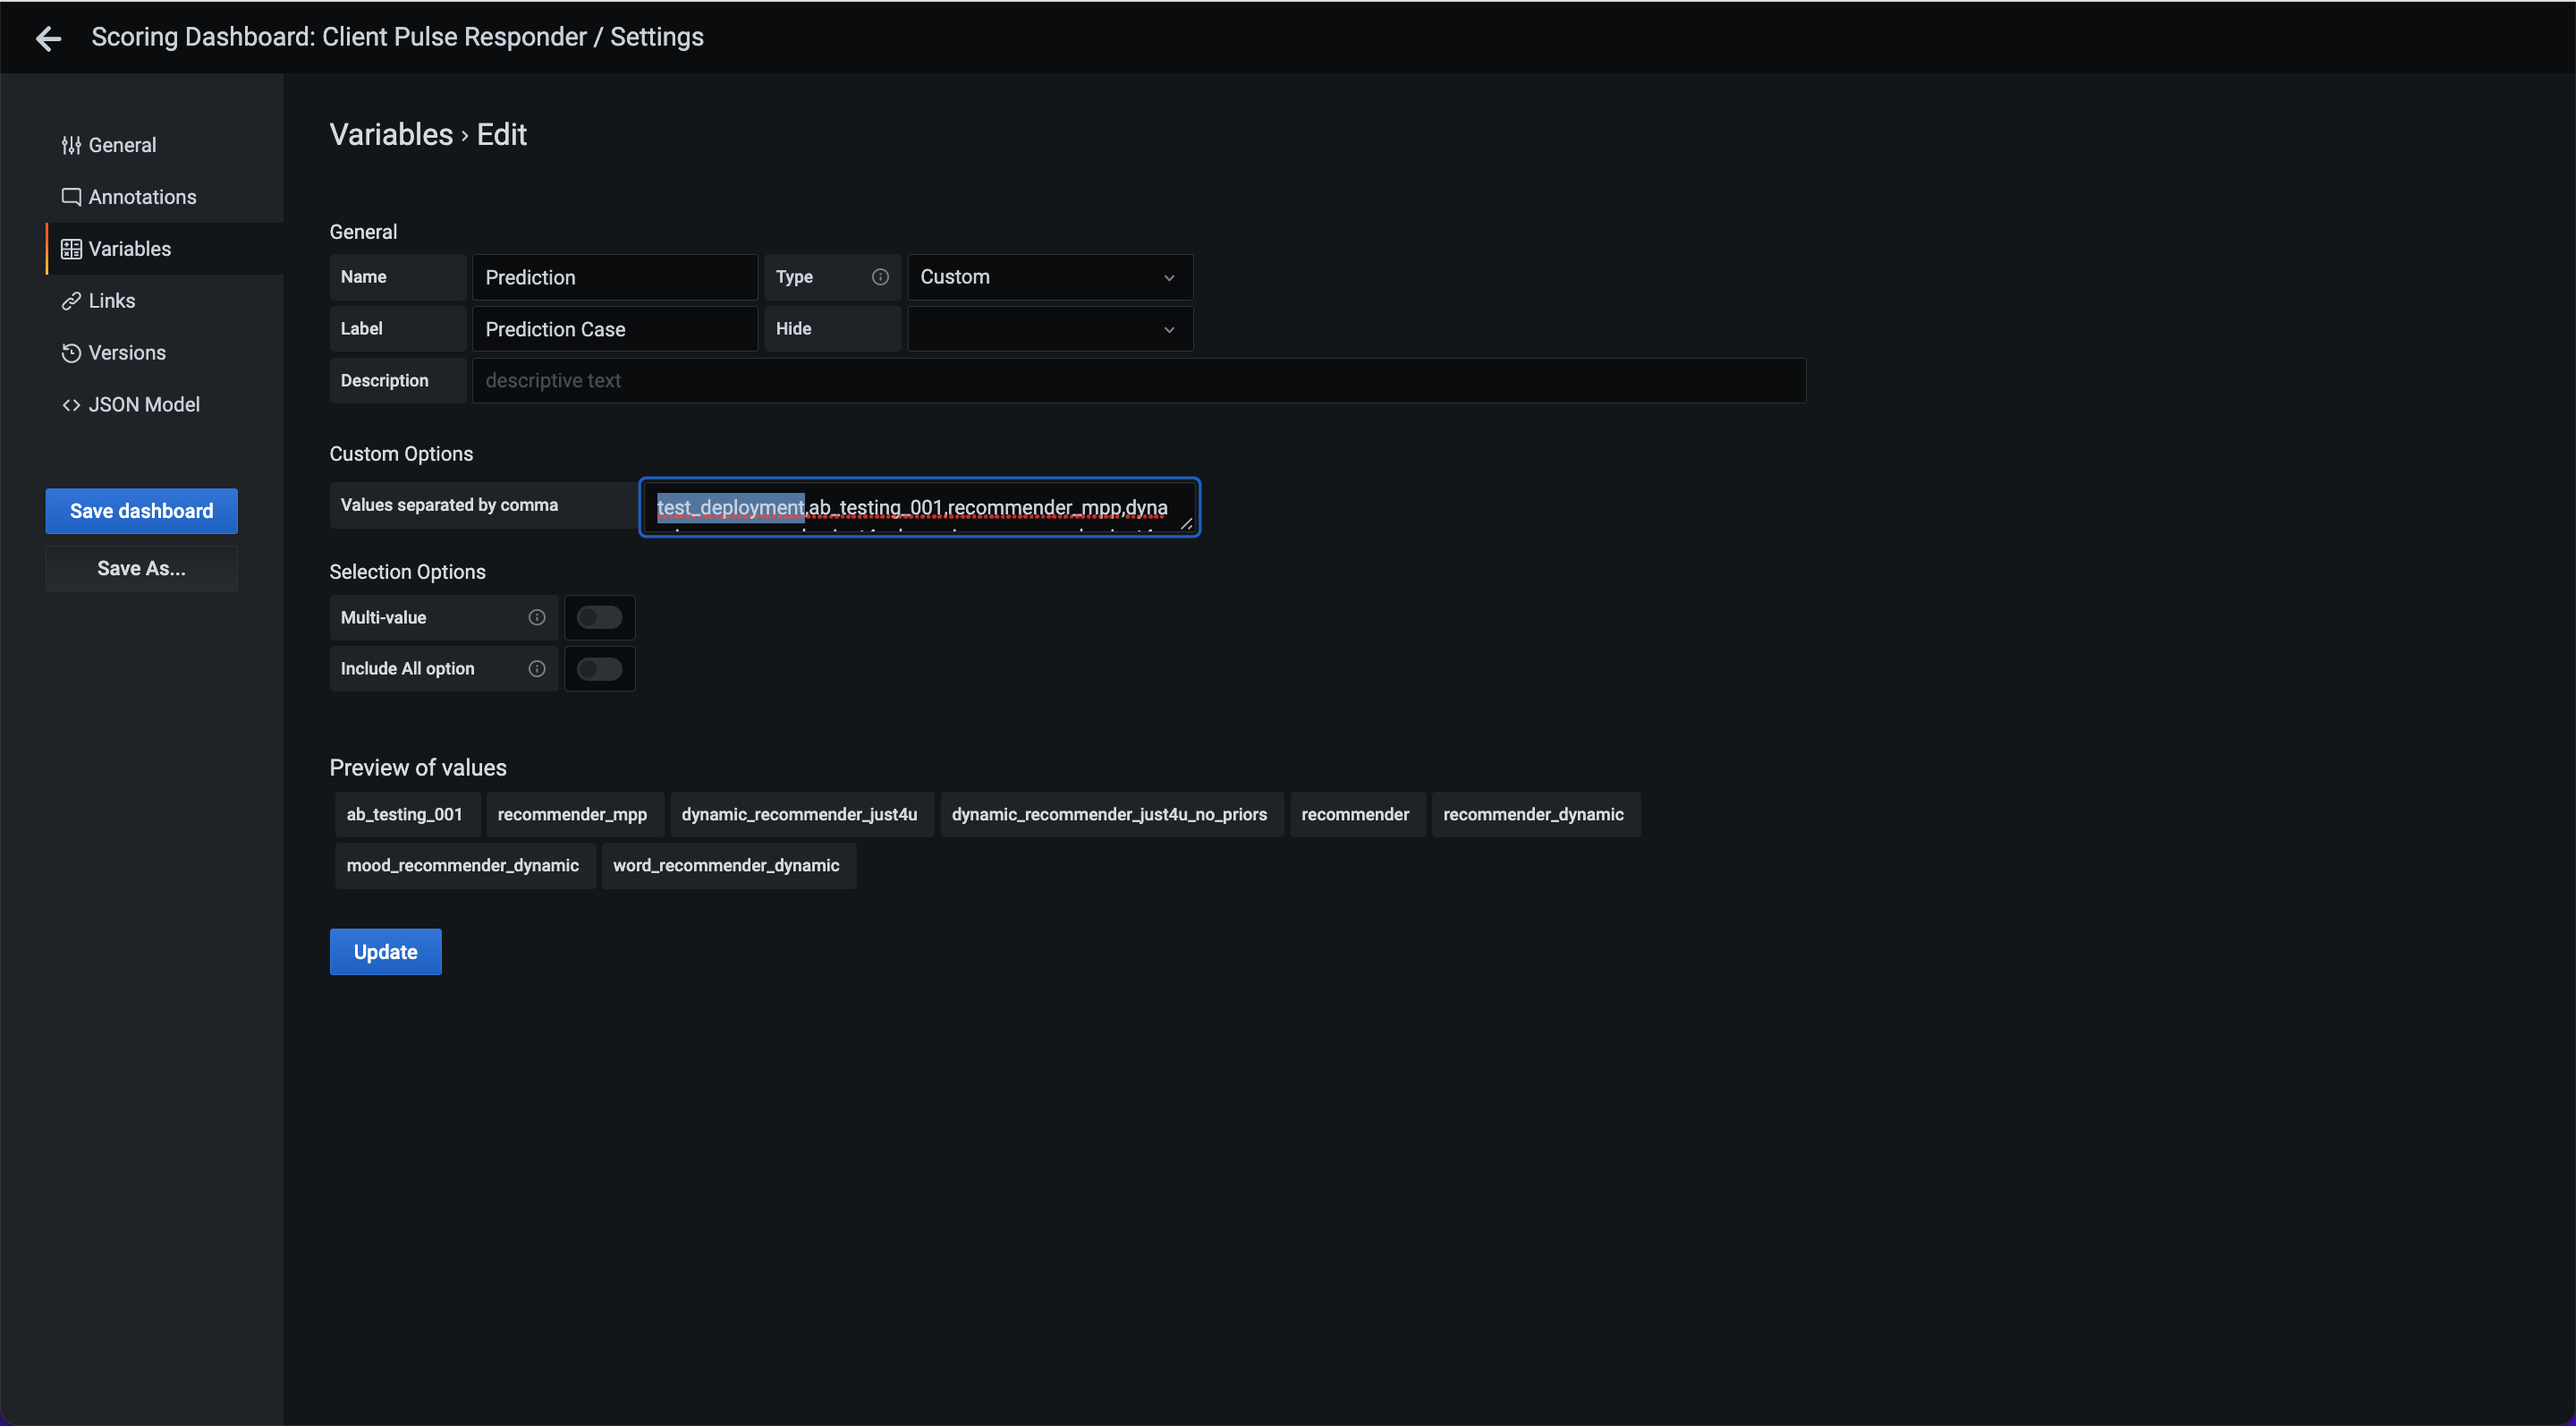 Scoring Dashboard: Client Pulse Responder / Settings
General
Annotations
Variables
Links
Versions
JSON Model
Save dashboard
Save As...
Variables › Edit
General
Name Prediction Type Custom
Label Prediction Case Hide
Description descriptive text
Custom Options
Values separated by comma test_deployment,ab_testing_001,recommender_mpp,dyna
Selection Options
Multi-value
Include All option
Preview of values
ab_testing_001 recommender_mpp dynamic_recommender_just4u dynamic_recommender_just4u_no_priors recommender recommender_dynamic
mood_recommender_dynamic word_recommender_dynamic
Update